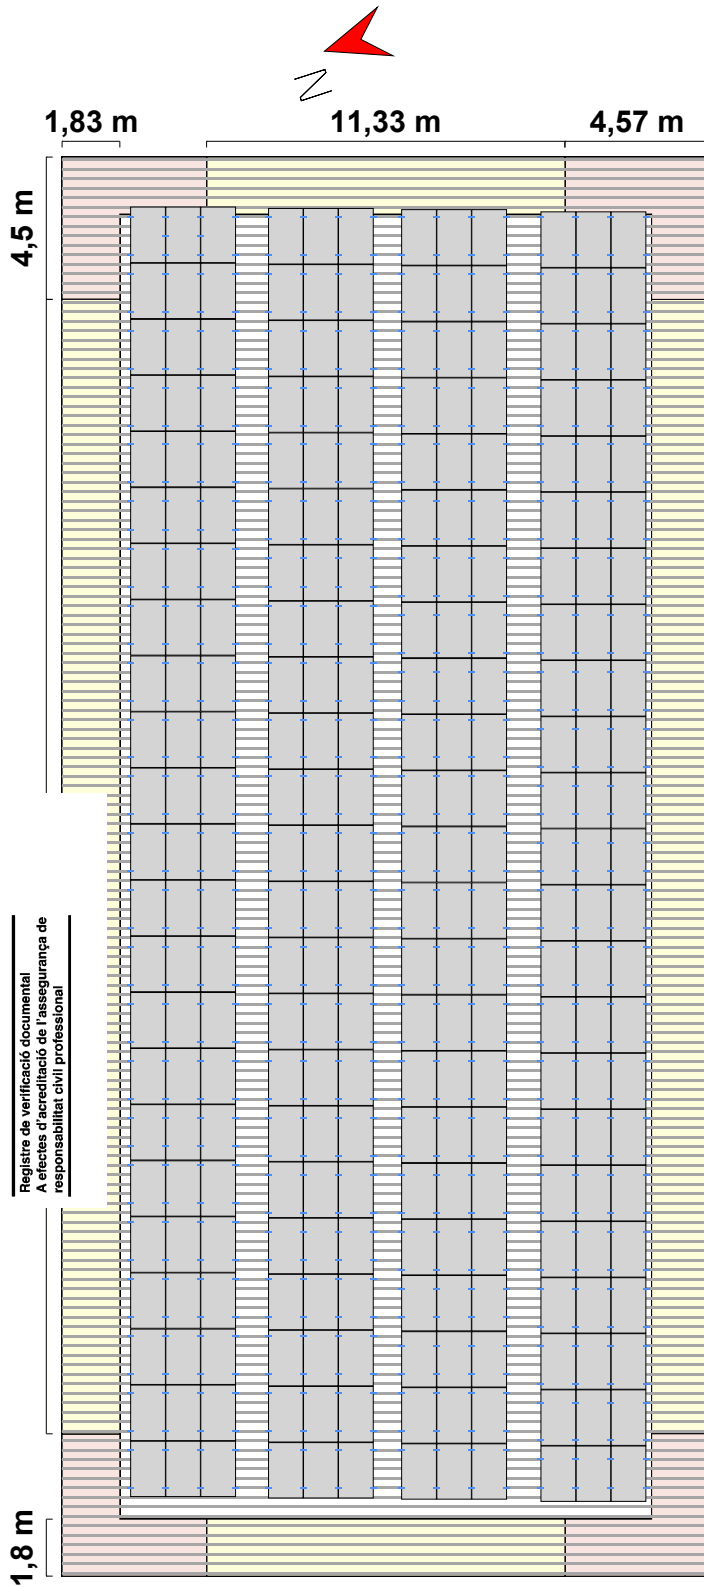 N
1,83 m
11,33 m
4,57 m
4,5 m
Registre de verificació documental
A efectes d'acreditació de l'assegurança de
responsabilitat civil professional
1,8 m